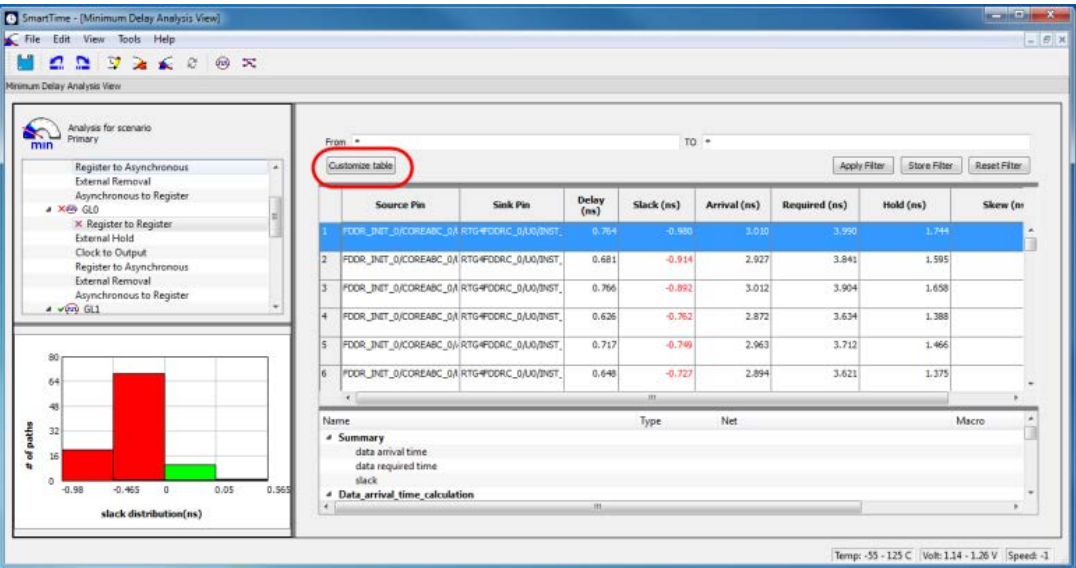 SmartTime - [Minimum Delay Analysis View]
File Edit View Tools Help
Minimum Delay Analysis View
Analysis for scenario
Primary
min
Register to Asynchronous
External Removal
Asynchronous to Register
GL0
Register to Register
External Hold
Clock to Output
Register to Asynchronous
External Removal
Asynchronous to Register
GL1
From * TO *
Customize table Apply Filter Store Filter Reset Filter
Source Pin Sink Pin Delay (ns) Slack (ns) Arrival (ns) Required (ns) Hold (ns) Skew (ns
1 FDDR_INIT_0/COREABC_0/ RTG4FDDRC_0/U0/INST_ 0.764 -0.980 3.010 3.990 1.744
2 FDDR_INIT_0/COREABC_0/ RTG4FDDRC_0/U0/INST_ 0.681 -0.914 2.927 3.841 1.595
3 FDDR_INIT_0/COREABC_0/ RTG4FDDRC_0/U0/INST_ 0.766 -0.892 3.012 3.904 1.658
4 FDDR_INIT_0/COREABC_0/ RTG4FDDRC_0/U0/INST_ 0.626 -0.762 2.872 3.634 1.388
5 FDDR_INIT_0/COREABC_0/ RTG4FDDRC_0/U0/INST_ 0.717 -0.749 2.963 3.712 1.466
6 FDDR_INIT_0/COREABC_0/ RTG4FDDRC_0/U0/INST_ 0.648 -0.727 2.894 3.621 1.375
Name Type Net Macro
Summary
data arrival time
data required time
slack
Data_arrival_time_calculation
80
64
48
32
16
0
# of paths
-0.98 -0.465 0 0.05 0.565
slack distribution(ns)
Temp: -55 - 125 C Volt: 1.14 - 1.26 V Speed: -1